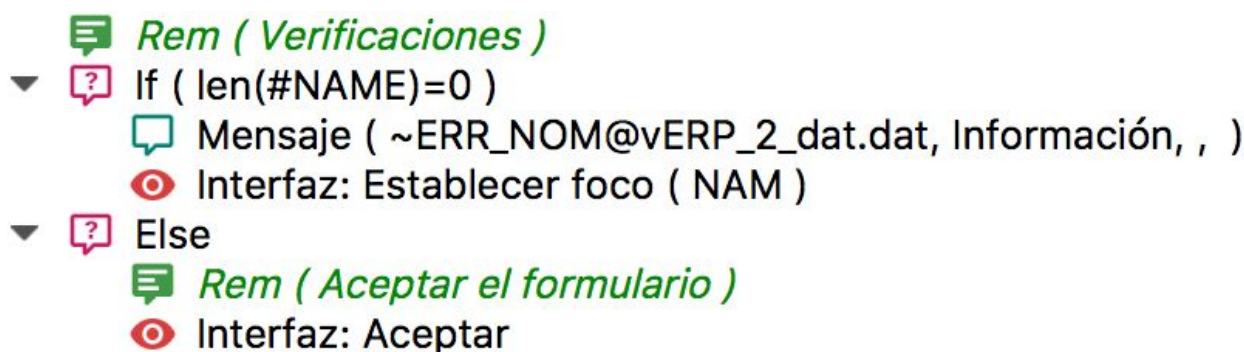 Rem ( Verificaciones )
If ( len(#NAME)=0 )
Mensaje ( ~ERR_NOM@vERP_2_dat.dat, Información, , )
Interfaz: Establecer foco ( NAM )
Else
Rem ( Aceptar el formulario )
Interfaz: Aceptar